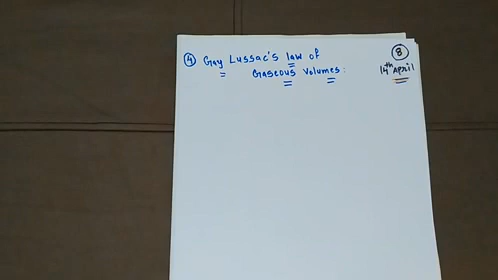 ④ Gay Lussac's law of
Gaseous Volumes:
⑧
14th April